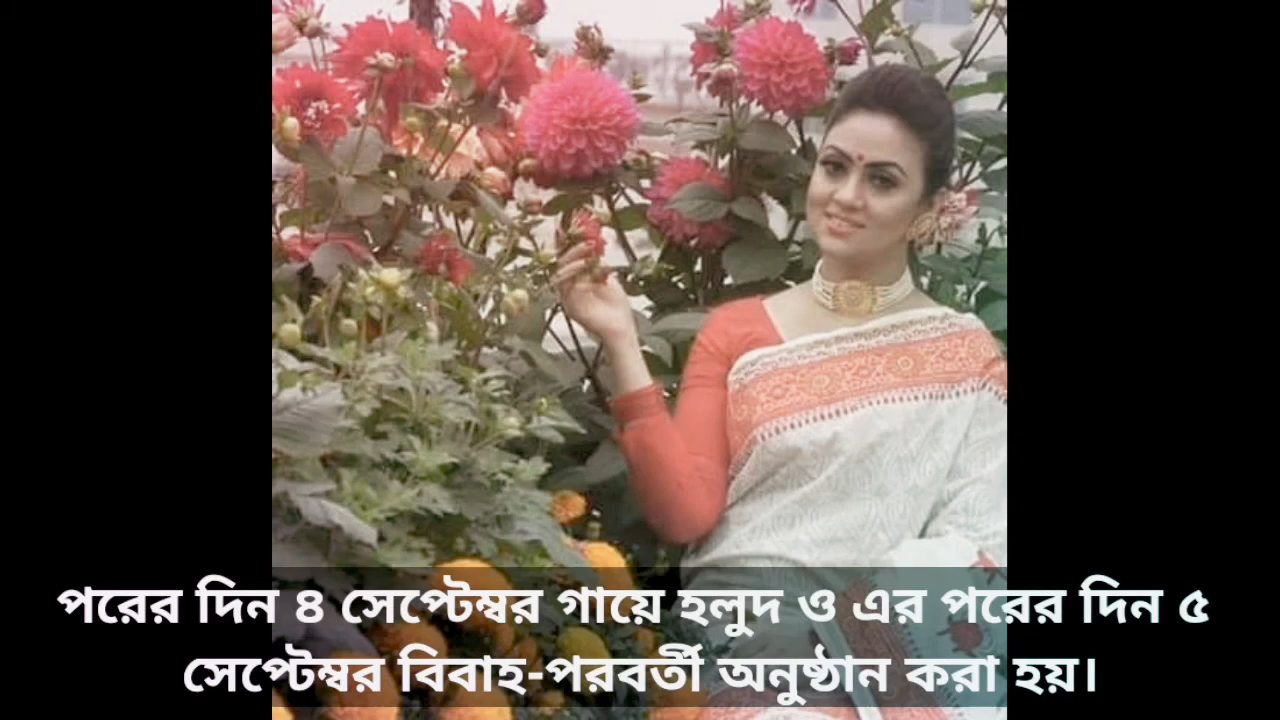 পরের দিন ৪ সেপ্টেম্বর গায়ে হলুদ ও এর পরের দিন ৫
সেপ্টেম্বর বিবাহ-পরবর্তী অনুষ্ঠান করা হয়।